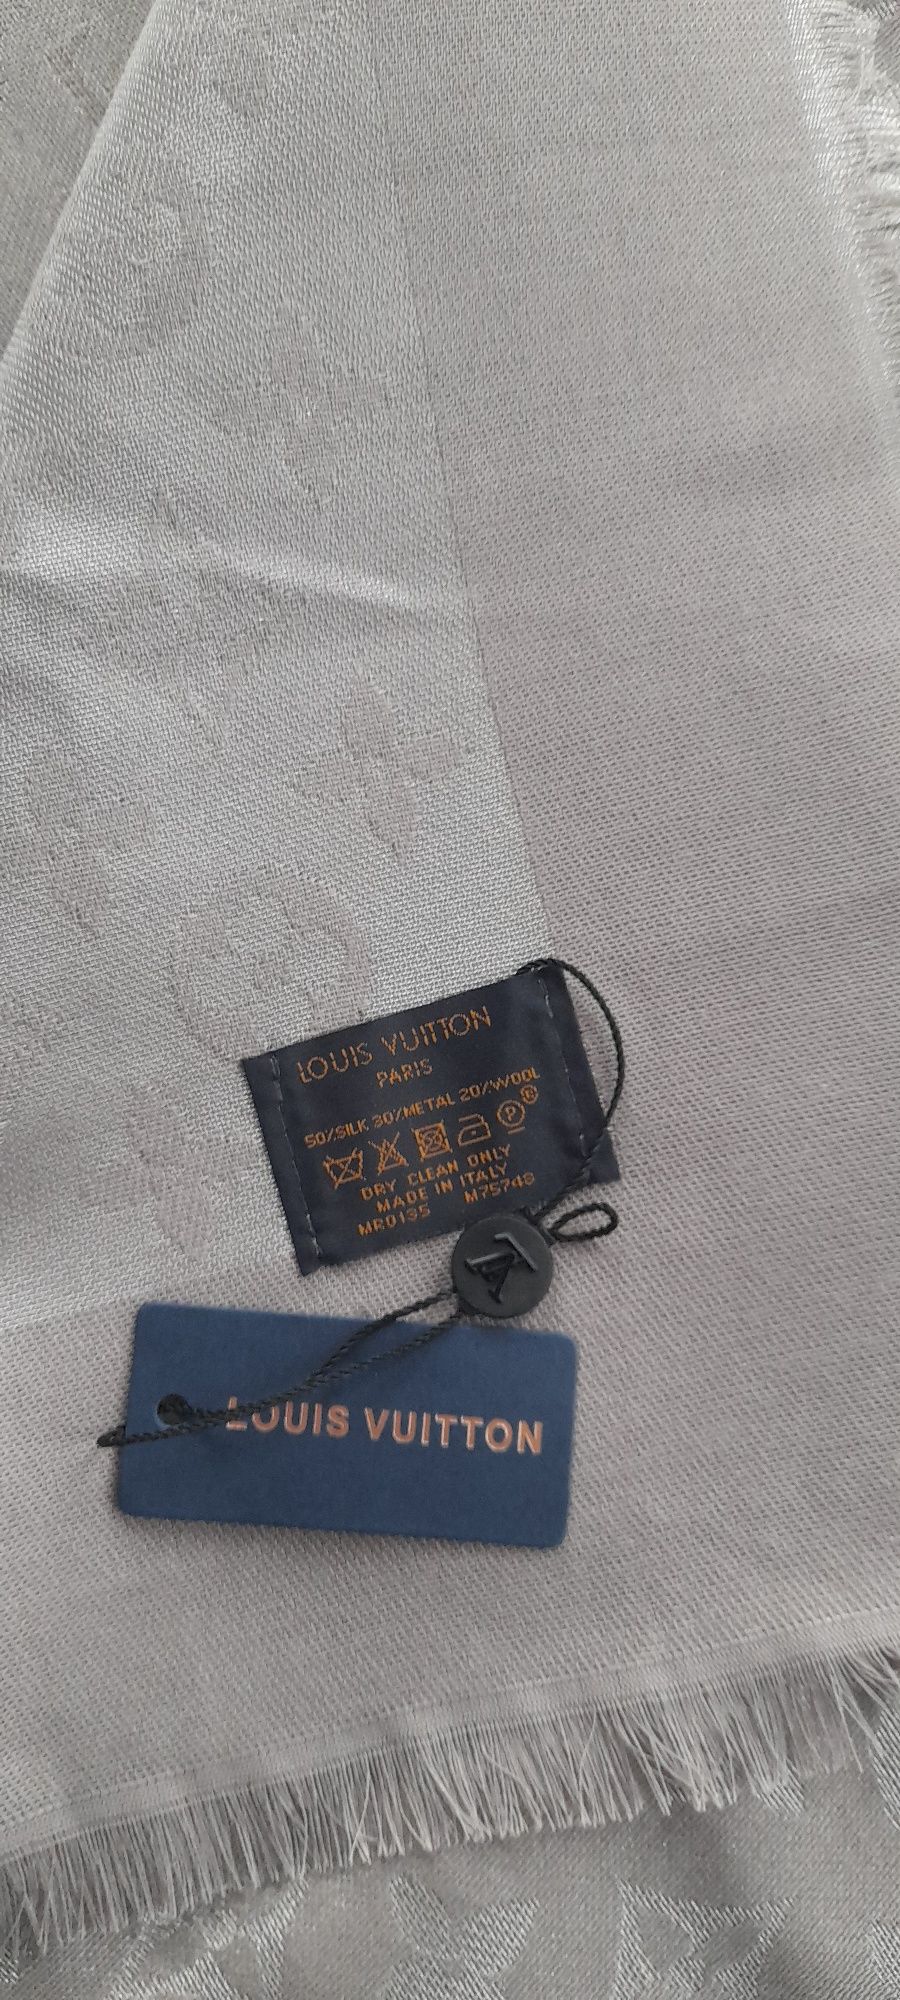 LOUIS VUITTON
PARIS
50%SILK 30%METAL 20%WOOL
P
DRY CLEAN ONLY
MADE IN ITALY
MR0135 M75748
LV
LOUIS VUITTON